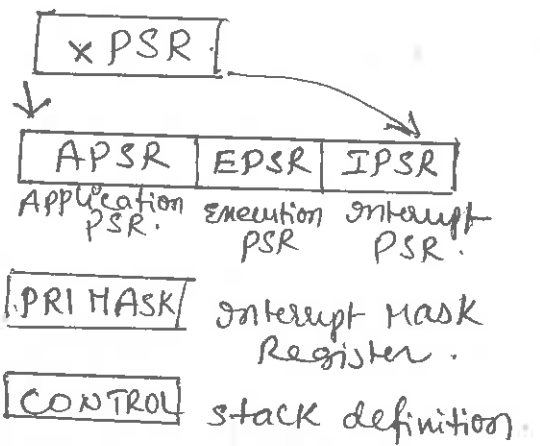 xPSR
APSR EPSR IPSR
Application Execution Interrupt
PSR. PSR PSR.
PRIMASK Interrupt Mask
Register.
CONTROL stack definition.